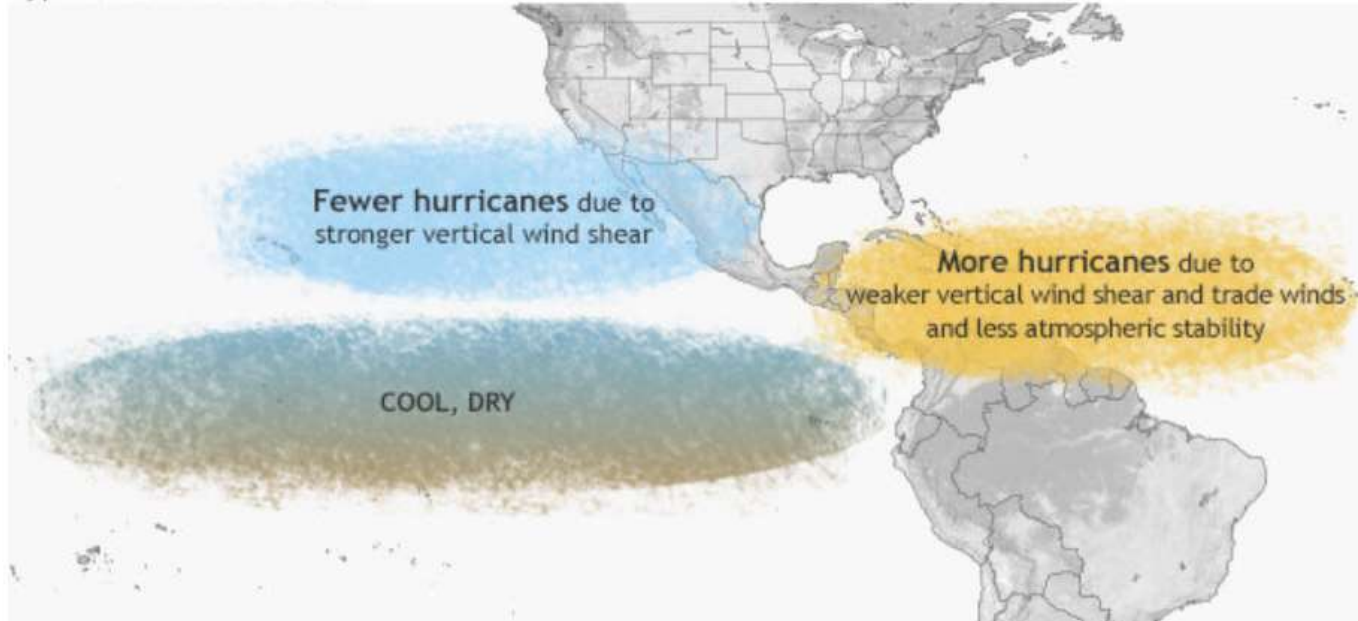 Fewer hurricanes due to
stronger vertical wind shear
More hurricanes due to
weaker vertical wind shear and trade winds
and less atmospheric stability
COOL, DRY